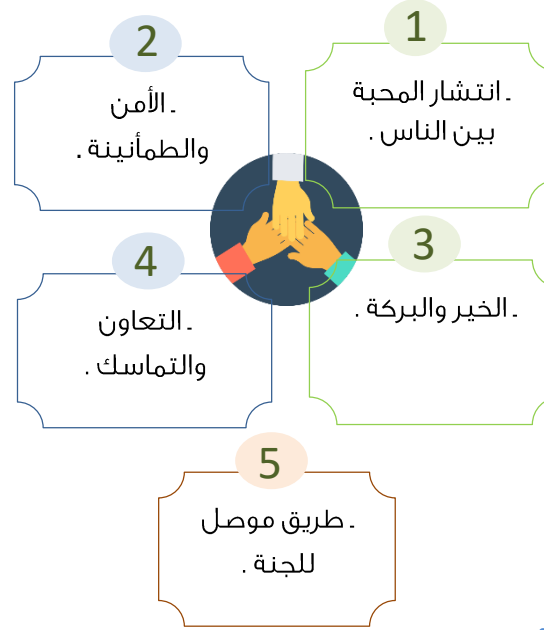 1
ـ انتشار المحبة
بين الناس .
2
ـ الأمن
والطمأنينة .
3
ـ الخير والبركة .
4
ـ التعاون
والتماسك .
5
ـ طريق موصل
للجنة .